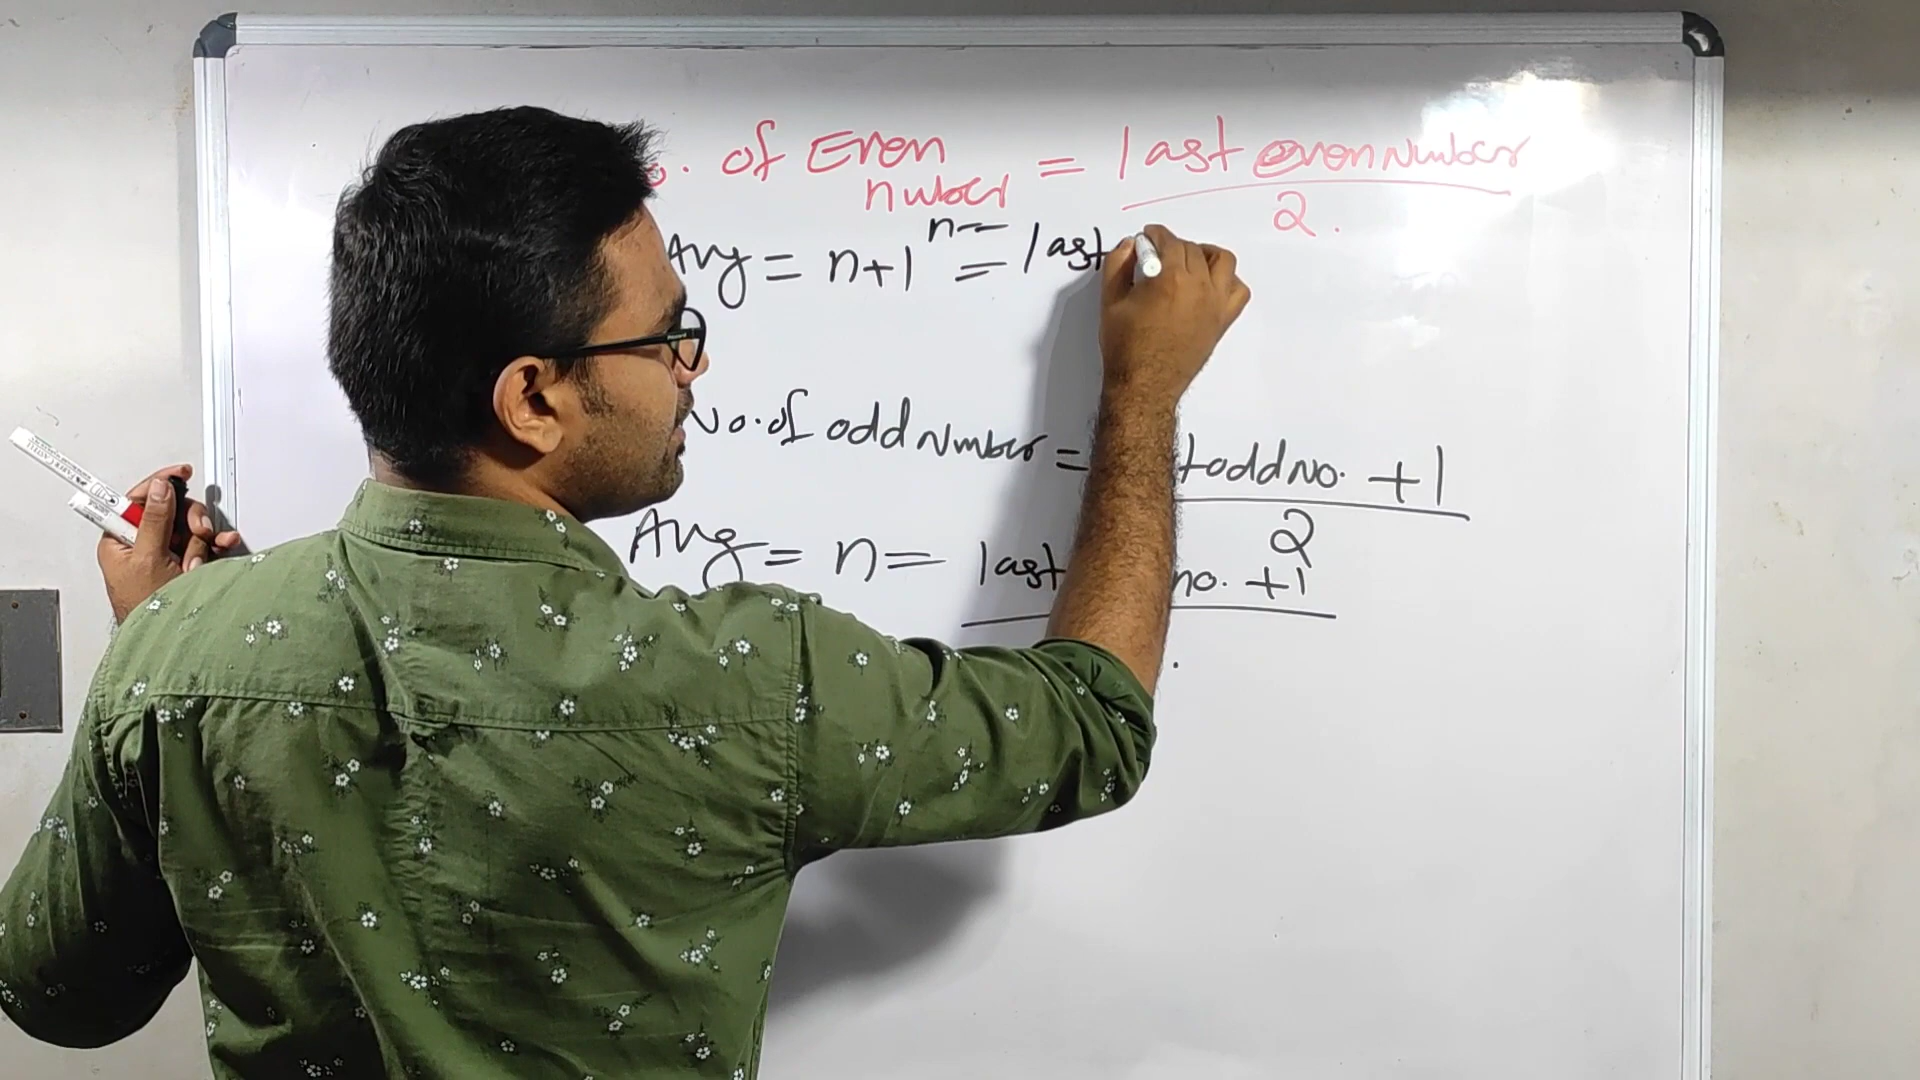 o. of Even = last even Number
nuber 2.
n=
Avg = n+1 = last
No. of odd Number = t odd No. +1
2
Avg = n = last no. +1